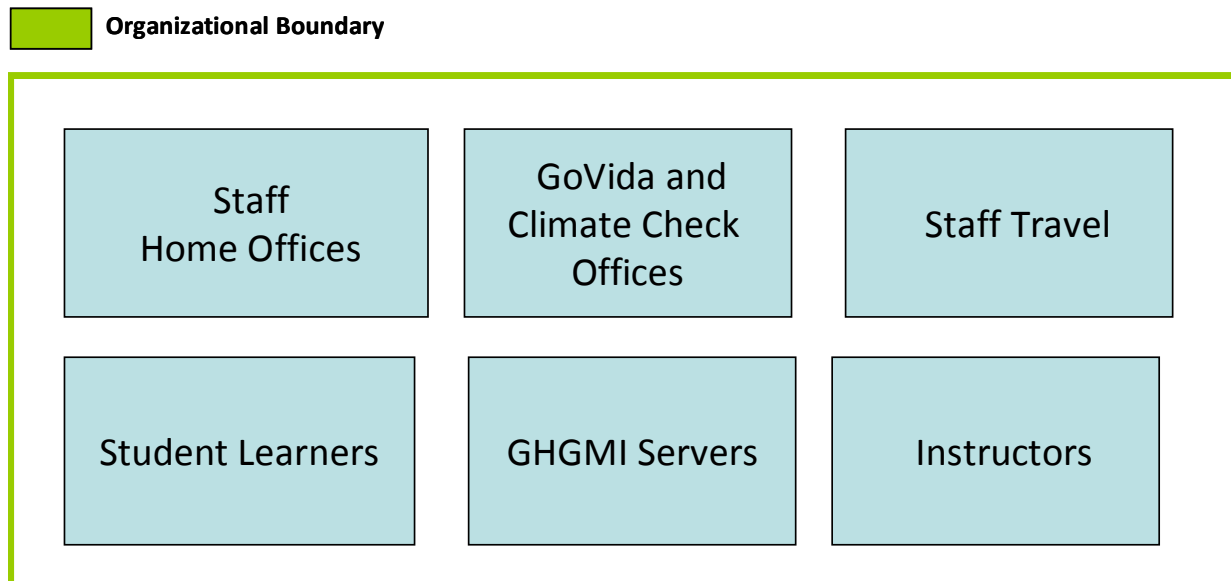 Organizational Boundary
Staff
Home Offices
GoVida and
Climate Check
Offices
Staff Travel
Student Learners
GHGMI Servers
Instructors